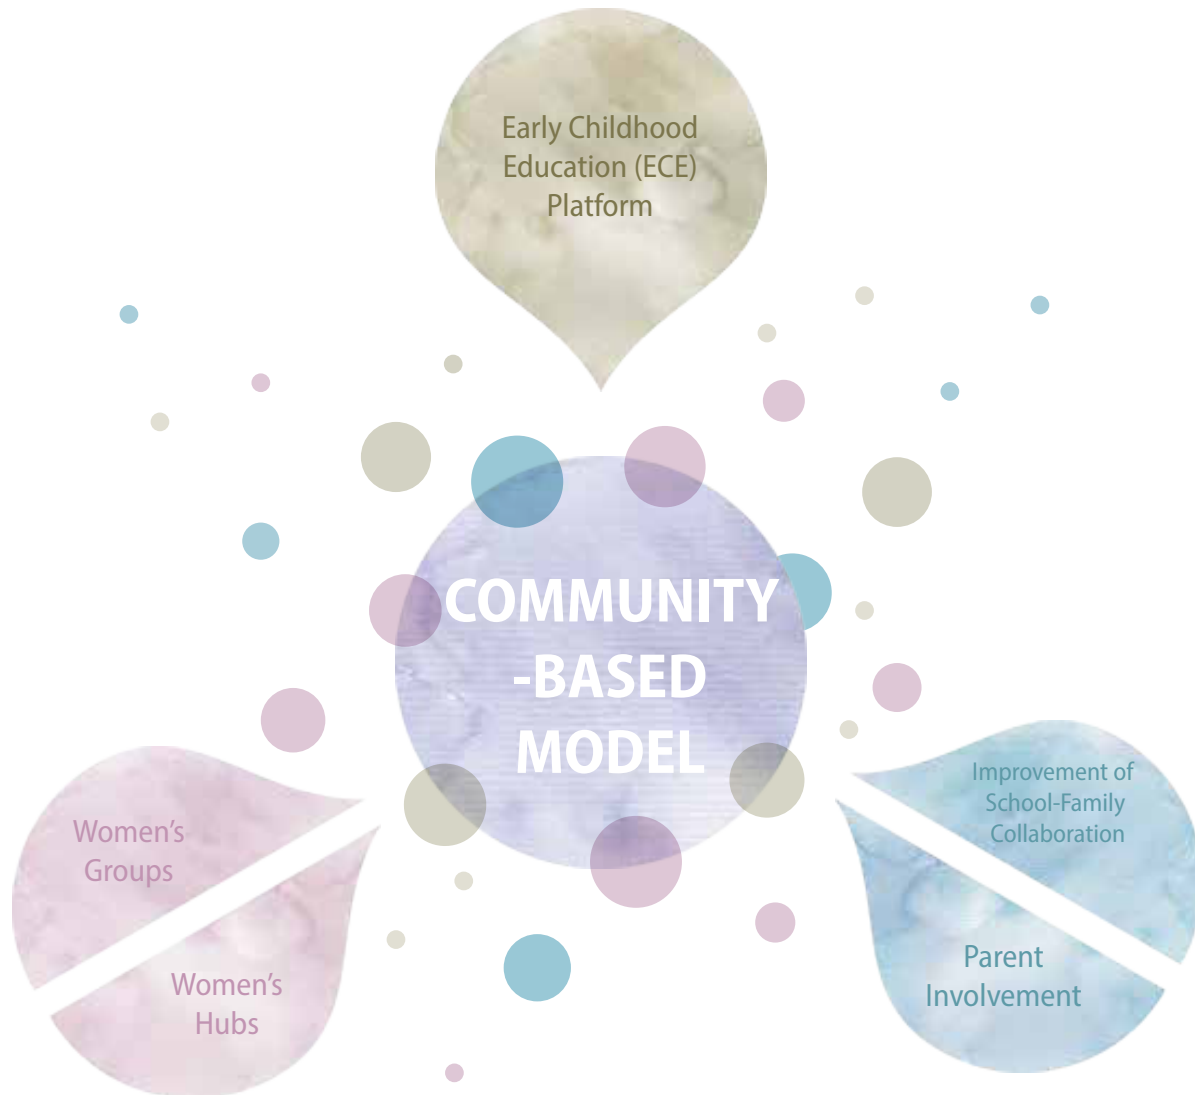 Early Childhood
Education (ECE)
Platform
COMMUNITY
-BASED
MODEL
Women’s
Groups
Women’s
Hubs
Improvement of
School-Family
Collaboration
Parent
Involvement